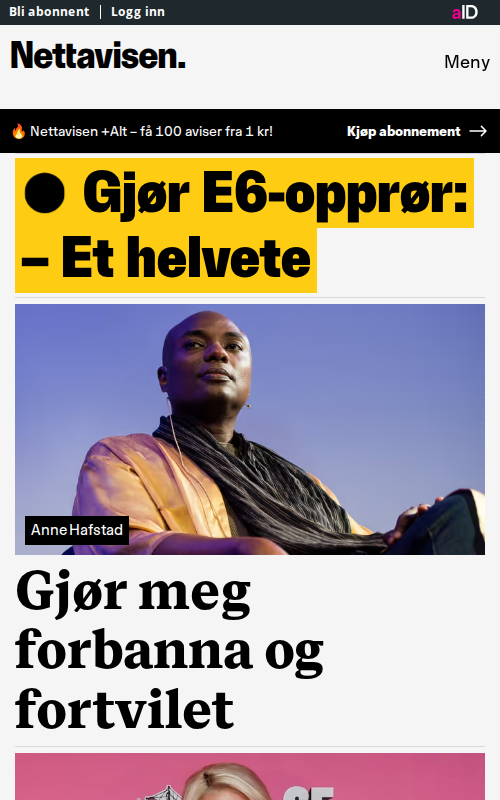 Bli abonnent | Logg inn
aID
Nettavisen.
Meny
🔥 Nettavisen +Alt – få 100 aviser fra 1 kr!
Kjøp abonnement →
● Gjør E6-opprør:
– Et helvete
Anne Hafstad
Gjør meg
forbanna og
fortvilet